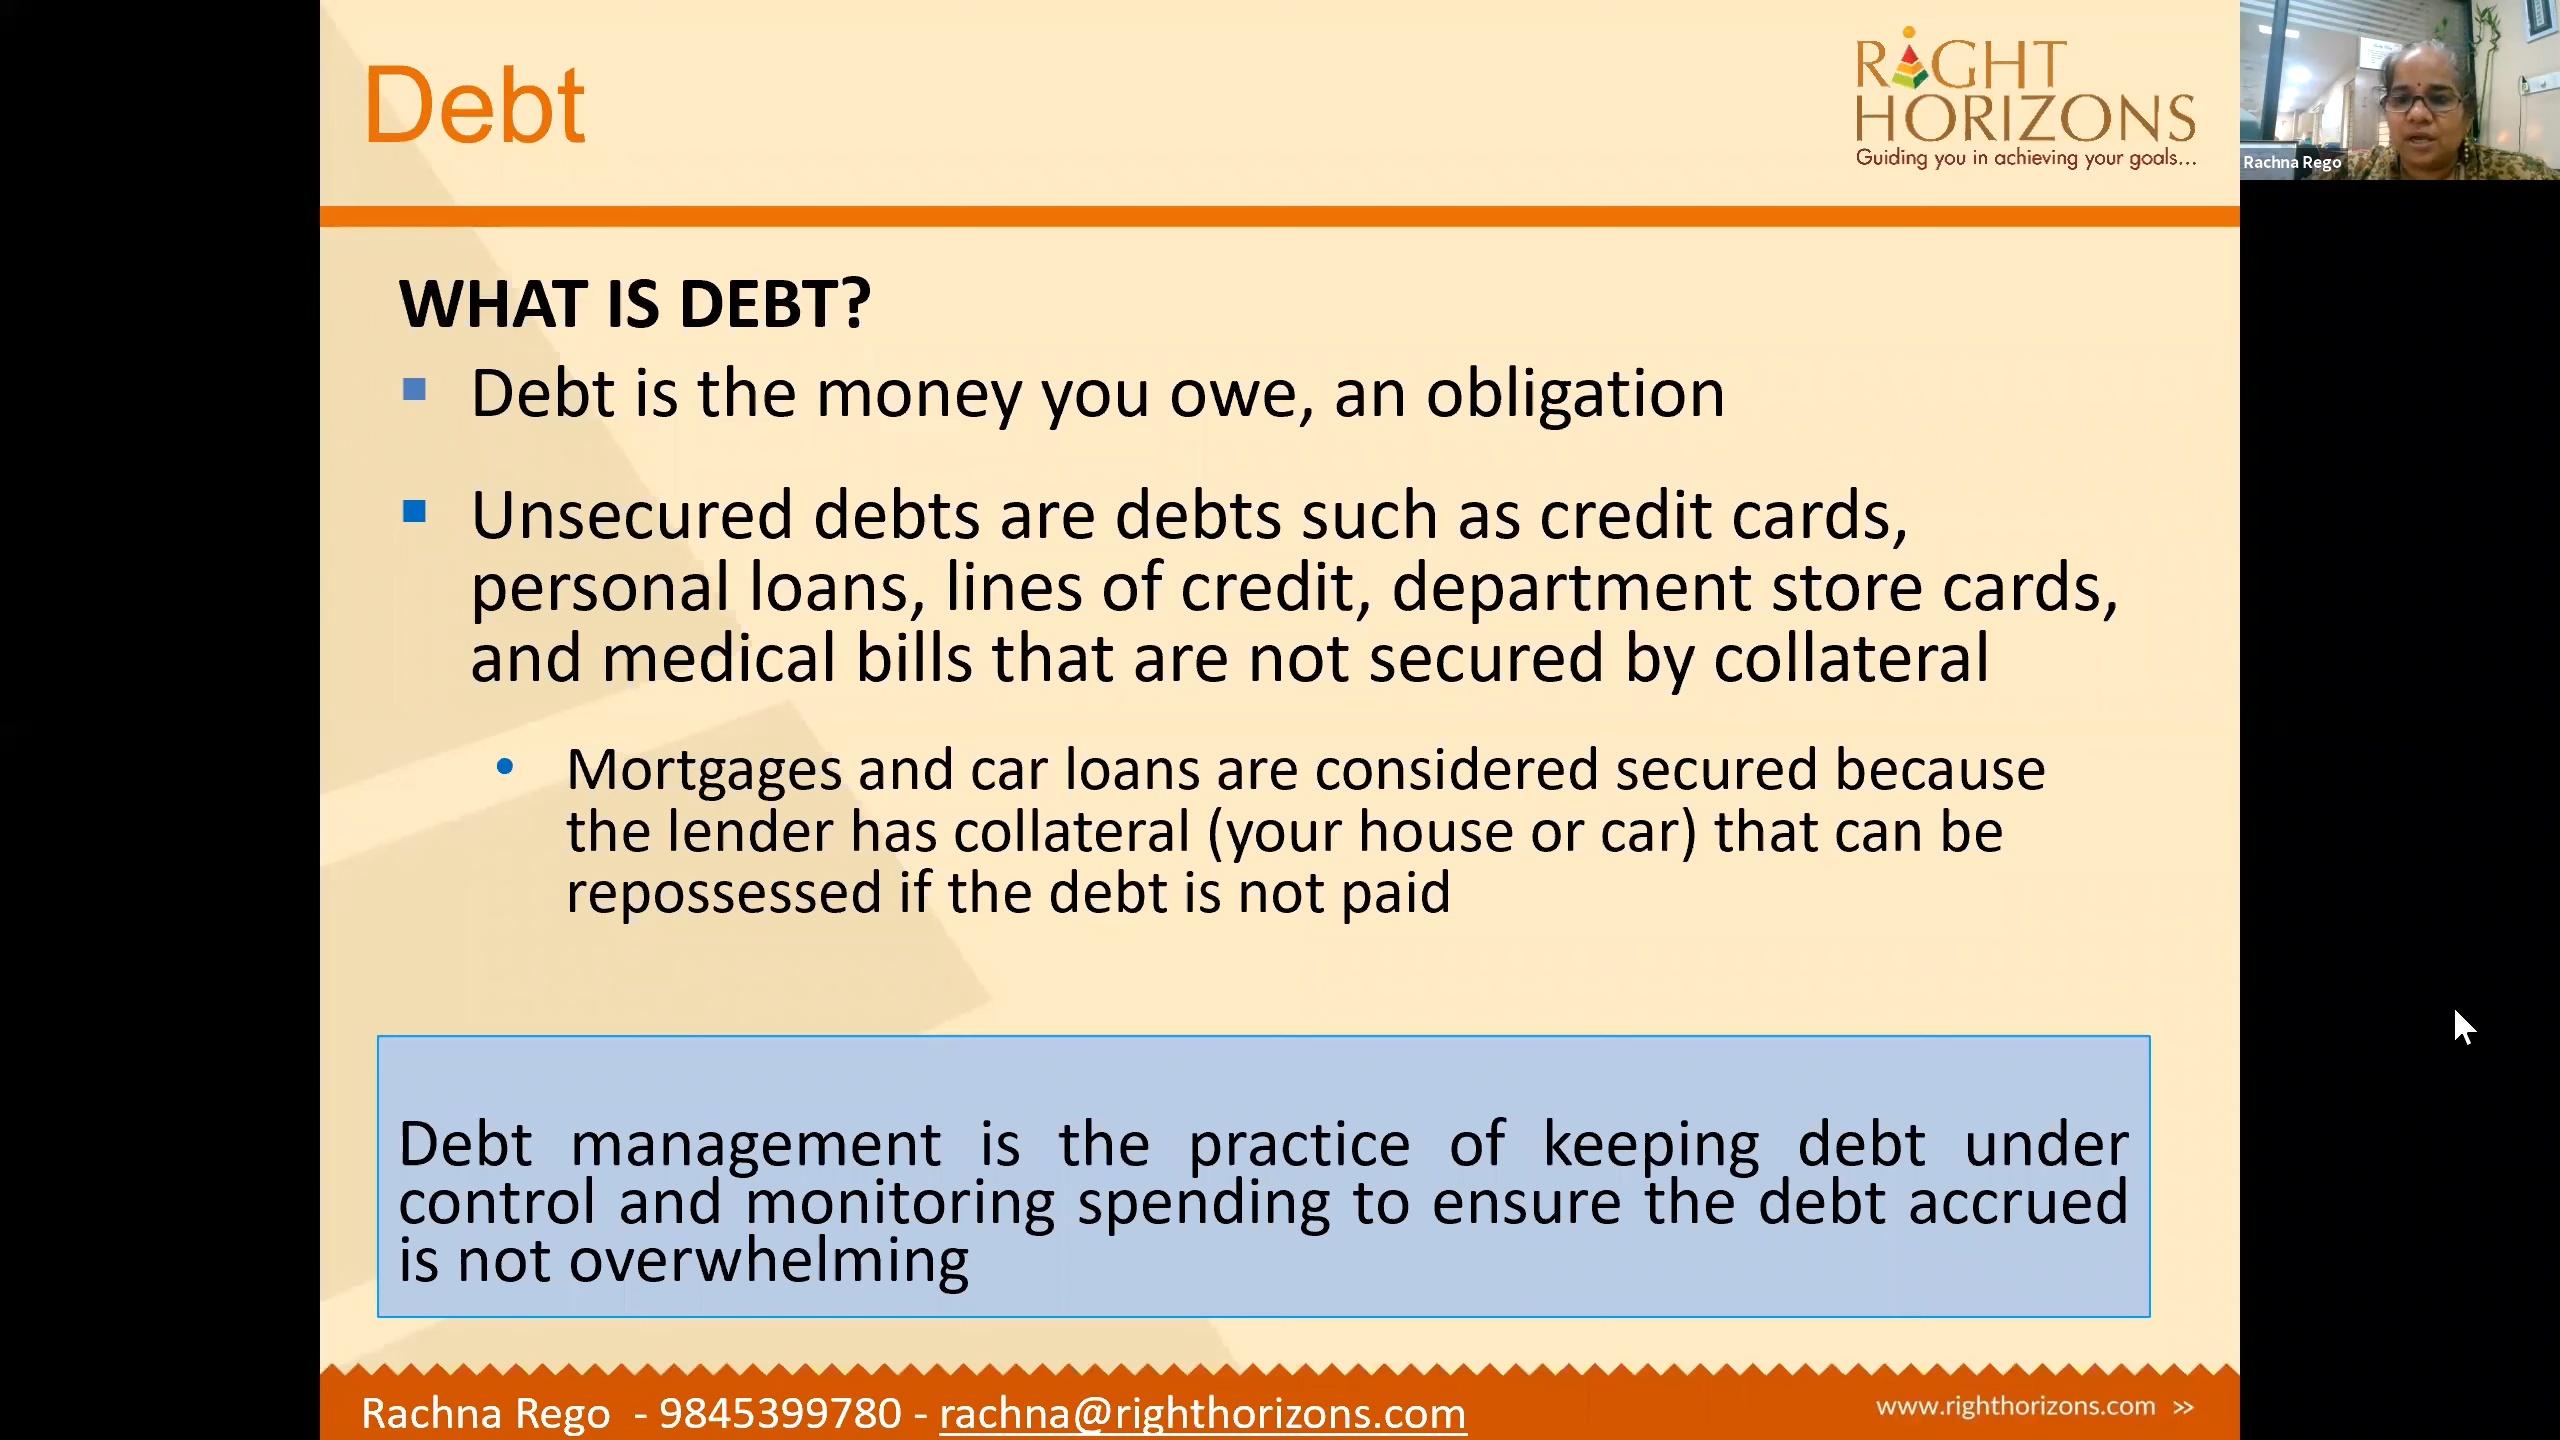 Debt
RIGHT
HORIZONS
Guiding you in achieving your goals...
Rachna Rego
WHAT IS DEBT?
▪ Debt is the money you owe, an obligation
▪ Unsecured debts are debts such as credit cards,
personal loans, lines of credit, department store cards,
and medical bills that are not secured by collateral
• Mortgages and car loans are considered secured because
the lender has collateral (your house or car) that can be
repossessed if the debt is not paid
Debt management is the practice of keeping debt under
control and monitoring spending to ensure the debt accrued
is not overwhelming
Rachna Rego - 9845399780 - rachna@righthorizons.com
www.righthorizons.com >>